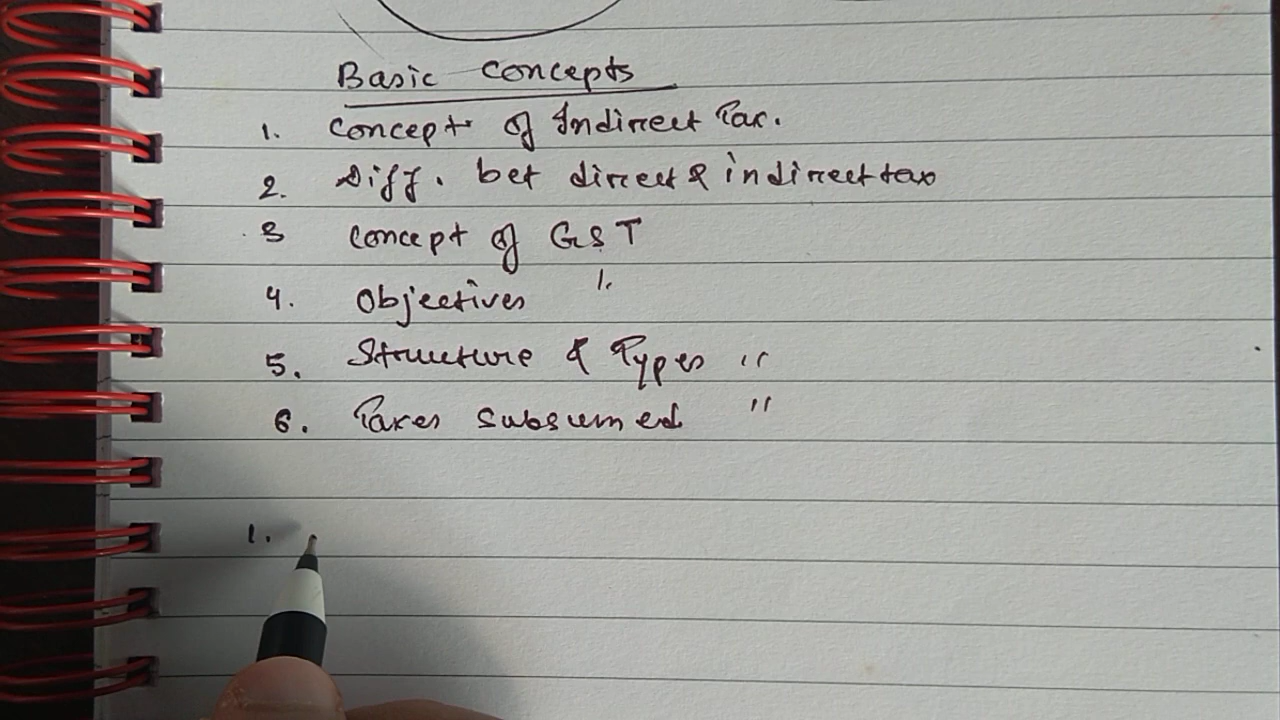 Basic Concepts
1. Concept of Indirect Tax.
2. Diff. bet direct & indirect tax
3 Concept of GST
4. Objectives "
5. Structure & Types "
6. Taxes subsumed "
1.